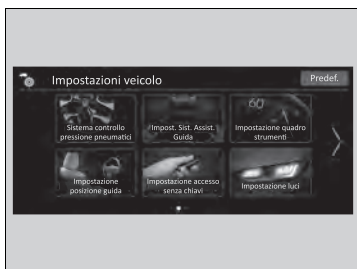 Impostazioni veicolo
Predef.
Sistema controllo
pressione pneumatici
Impost. Sist. Assist.
Guida
Impostazione quadro
strumenti
Impostazione
posizione guida
Impostazione accesso
senza chiavi
Impostazione luci